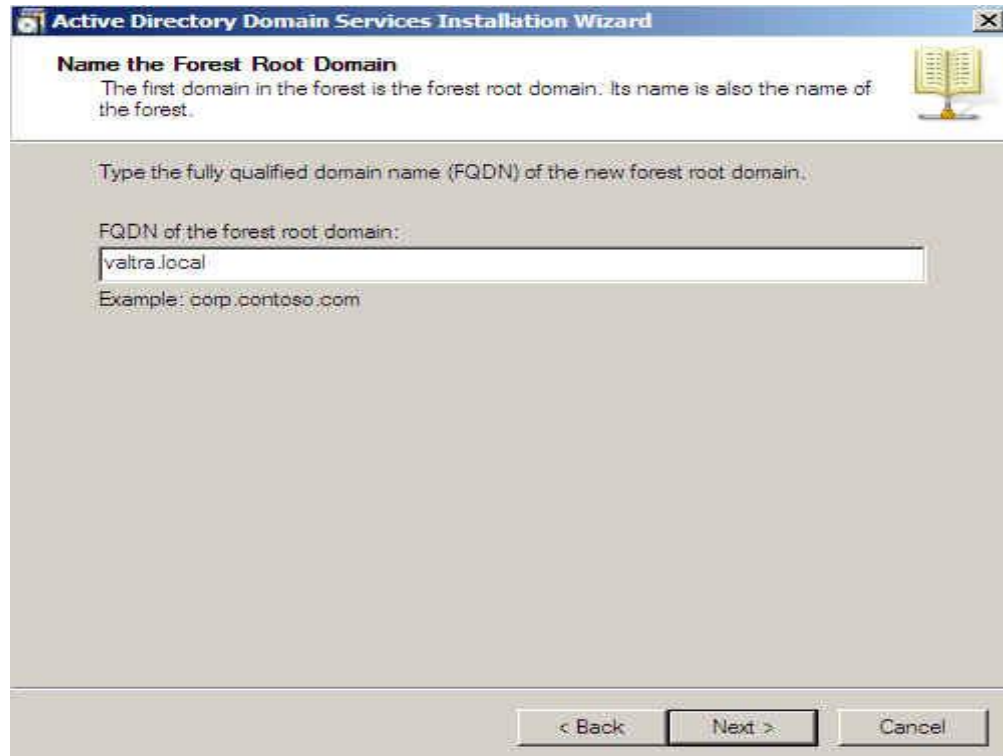 Active Directory Domain Services Installation Wizard
Name the Forest Root Domain
The first domain in the forest is the forest root domain. Its name is also the name of
the forest.
Type the fully qualified domain name (FQDN) of the new forest root domain.
FQDN of the forest root domain:
valtra.local
Example: corp.contoso.com
< Back Next > Cancel